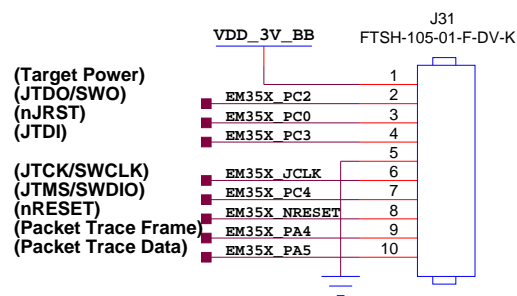 J31
VDD_3V_BB FTSH-105-01-F-DV-K
(Target Power) 1
(JTDO/SWO) EM35X_PC2 2
(nJRST) EM35X_PC0 3
(JTDI) EM35X_PC3 4
5
(JTCK/SWCLK) EM35X_JCLK 6
(JTMS/SWDIO) EM35X_PC4 7
(nRESET) EM35X_NRESET 8
(Packet Trace Frame) EM35X_PA4 9
(Packet Trace Data) EM35X_PA5 10